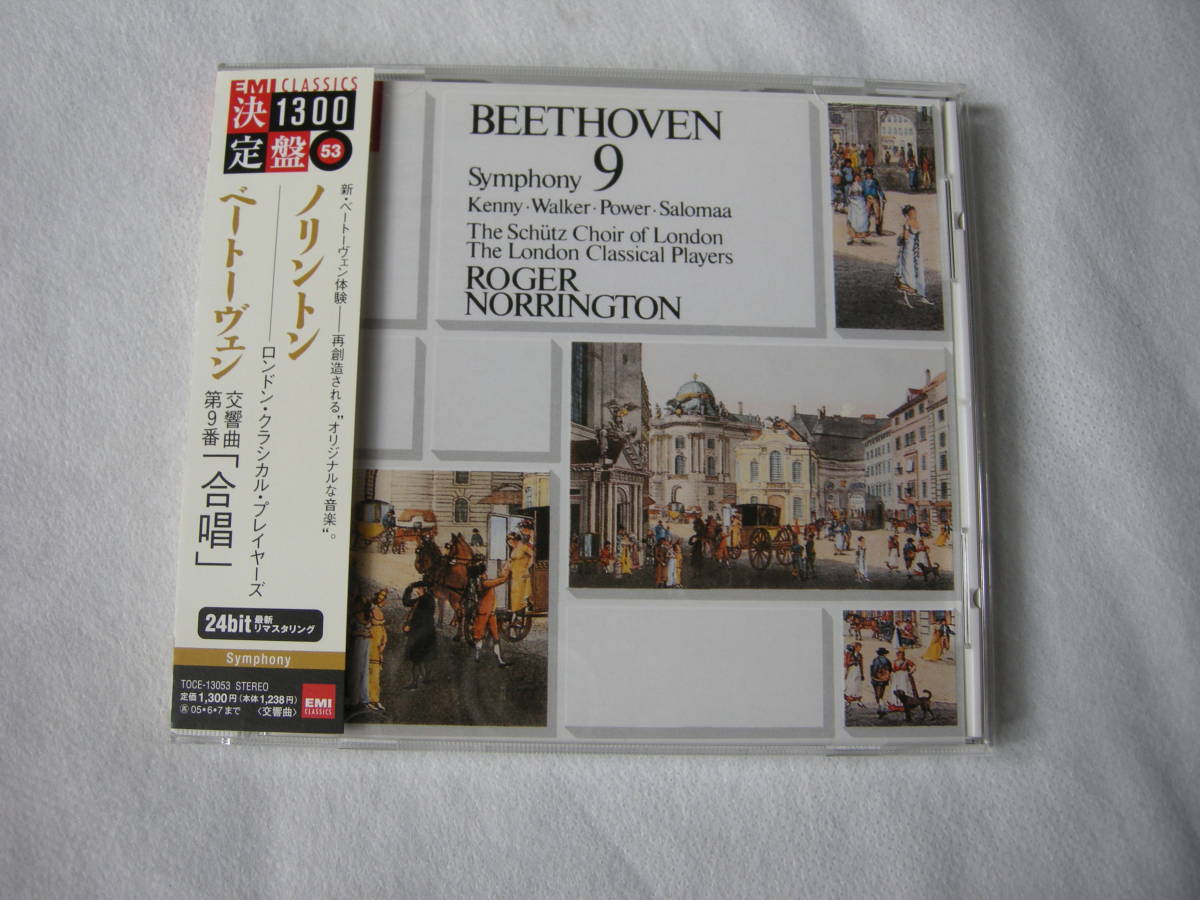 EMI CLASSICS
決定盤
1300
53
新・ベートーヴェン体験――再創造される"オリジナルな音楽"。
ノリントン
――ロンドン・クラシカル・プレイヤーズ
ベートーヴェン
交響曲
第9番「合唱」
24bit 最新
リマスタリング
Symphony
TOCE-13053 STEREO
定価1,300円(本体1,238円)
再05・6・7まで 〈交響曲〉
EMI
CLASSICS
BEETHOVEN
Symphony 9
Kenny・Walker・Power・Salomaa
The Schütz Choir of London
The London Classical Players
ROGER
NORRINGTON